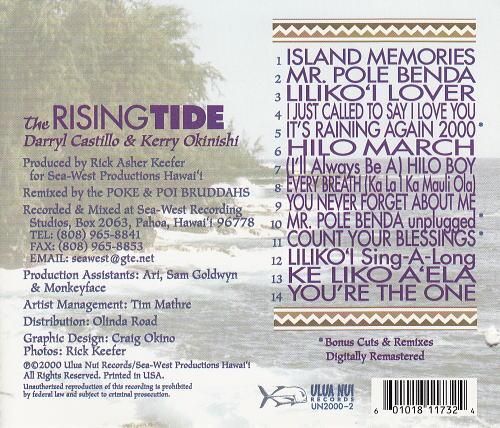 The RISING TIDE
Darryl Castillo & Kerry Okinishi
Produced by Rick Asher Keefer
for Sea-West Productions Hawai'i
Remixed by the POKE & POI BRUDDAHS
Recorded & Mixed at Sea-West Recording
Studios, Box 2063, Pahoa, Hawai'i 96778
TEL: (808) 965-8841
FAX: (808) 965-8853
EMAIL: seawest@gte.net
Production Assistants: Ari, Sam Goldwyn
& Monkeyface
Artist Management: Tim Mathre
Distribution: Olinda Road
Graphic Design: Craig Okino
Photos: Rick Keefer
℗©2000 Ulua Nui Records/Sea-West Productions Hawai'i
All Rights Reserved. Printed in USA.
Unauthorized reproduction of this recording is prohibited
by federal law and subject to criminal prosecution.
1 ISLAND MEMORIES
2 MR. POLE BENDA
3 LILIKO'I LOVER
4 I JUST CALLED TO SAY I LOVE YOU
5 IT'S RAINING AGAIN 2000*
6 HILO MARCH
7 (I'll Always Be A) HILO BOY
8 EVERY BREATH (Ka La I Ka Mauli Ola)
9 YOU NEVER FORGET ABOUT ME
10 MR. POLE BENDA unplugged*
11 COUNT YOUR BLESSINGS*
12 LILIKO'I Sing-A-Long
13 KE LIKO A'ELA
14 YOU'RE THE ONE
*Bonus Cuts & Remixes
Digitally Remastered
ULUA NUI
RECORDS
UN2000-2
6 01018 11732 4